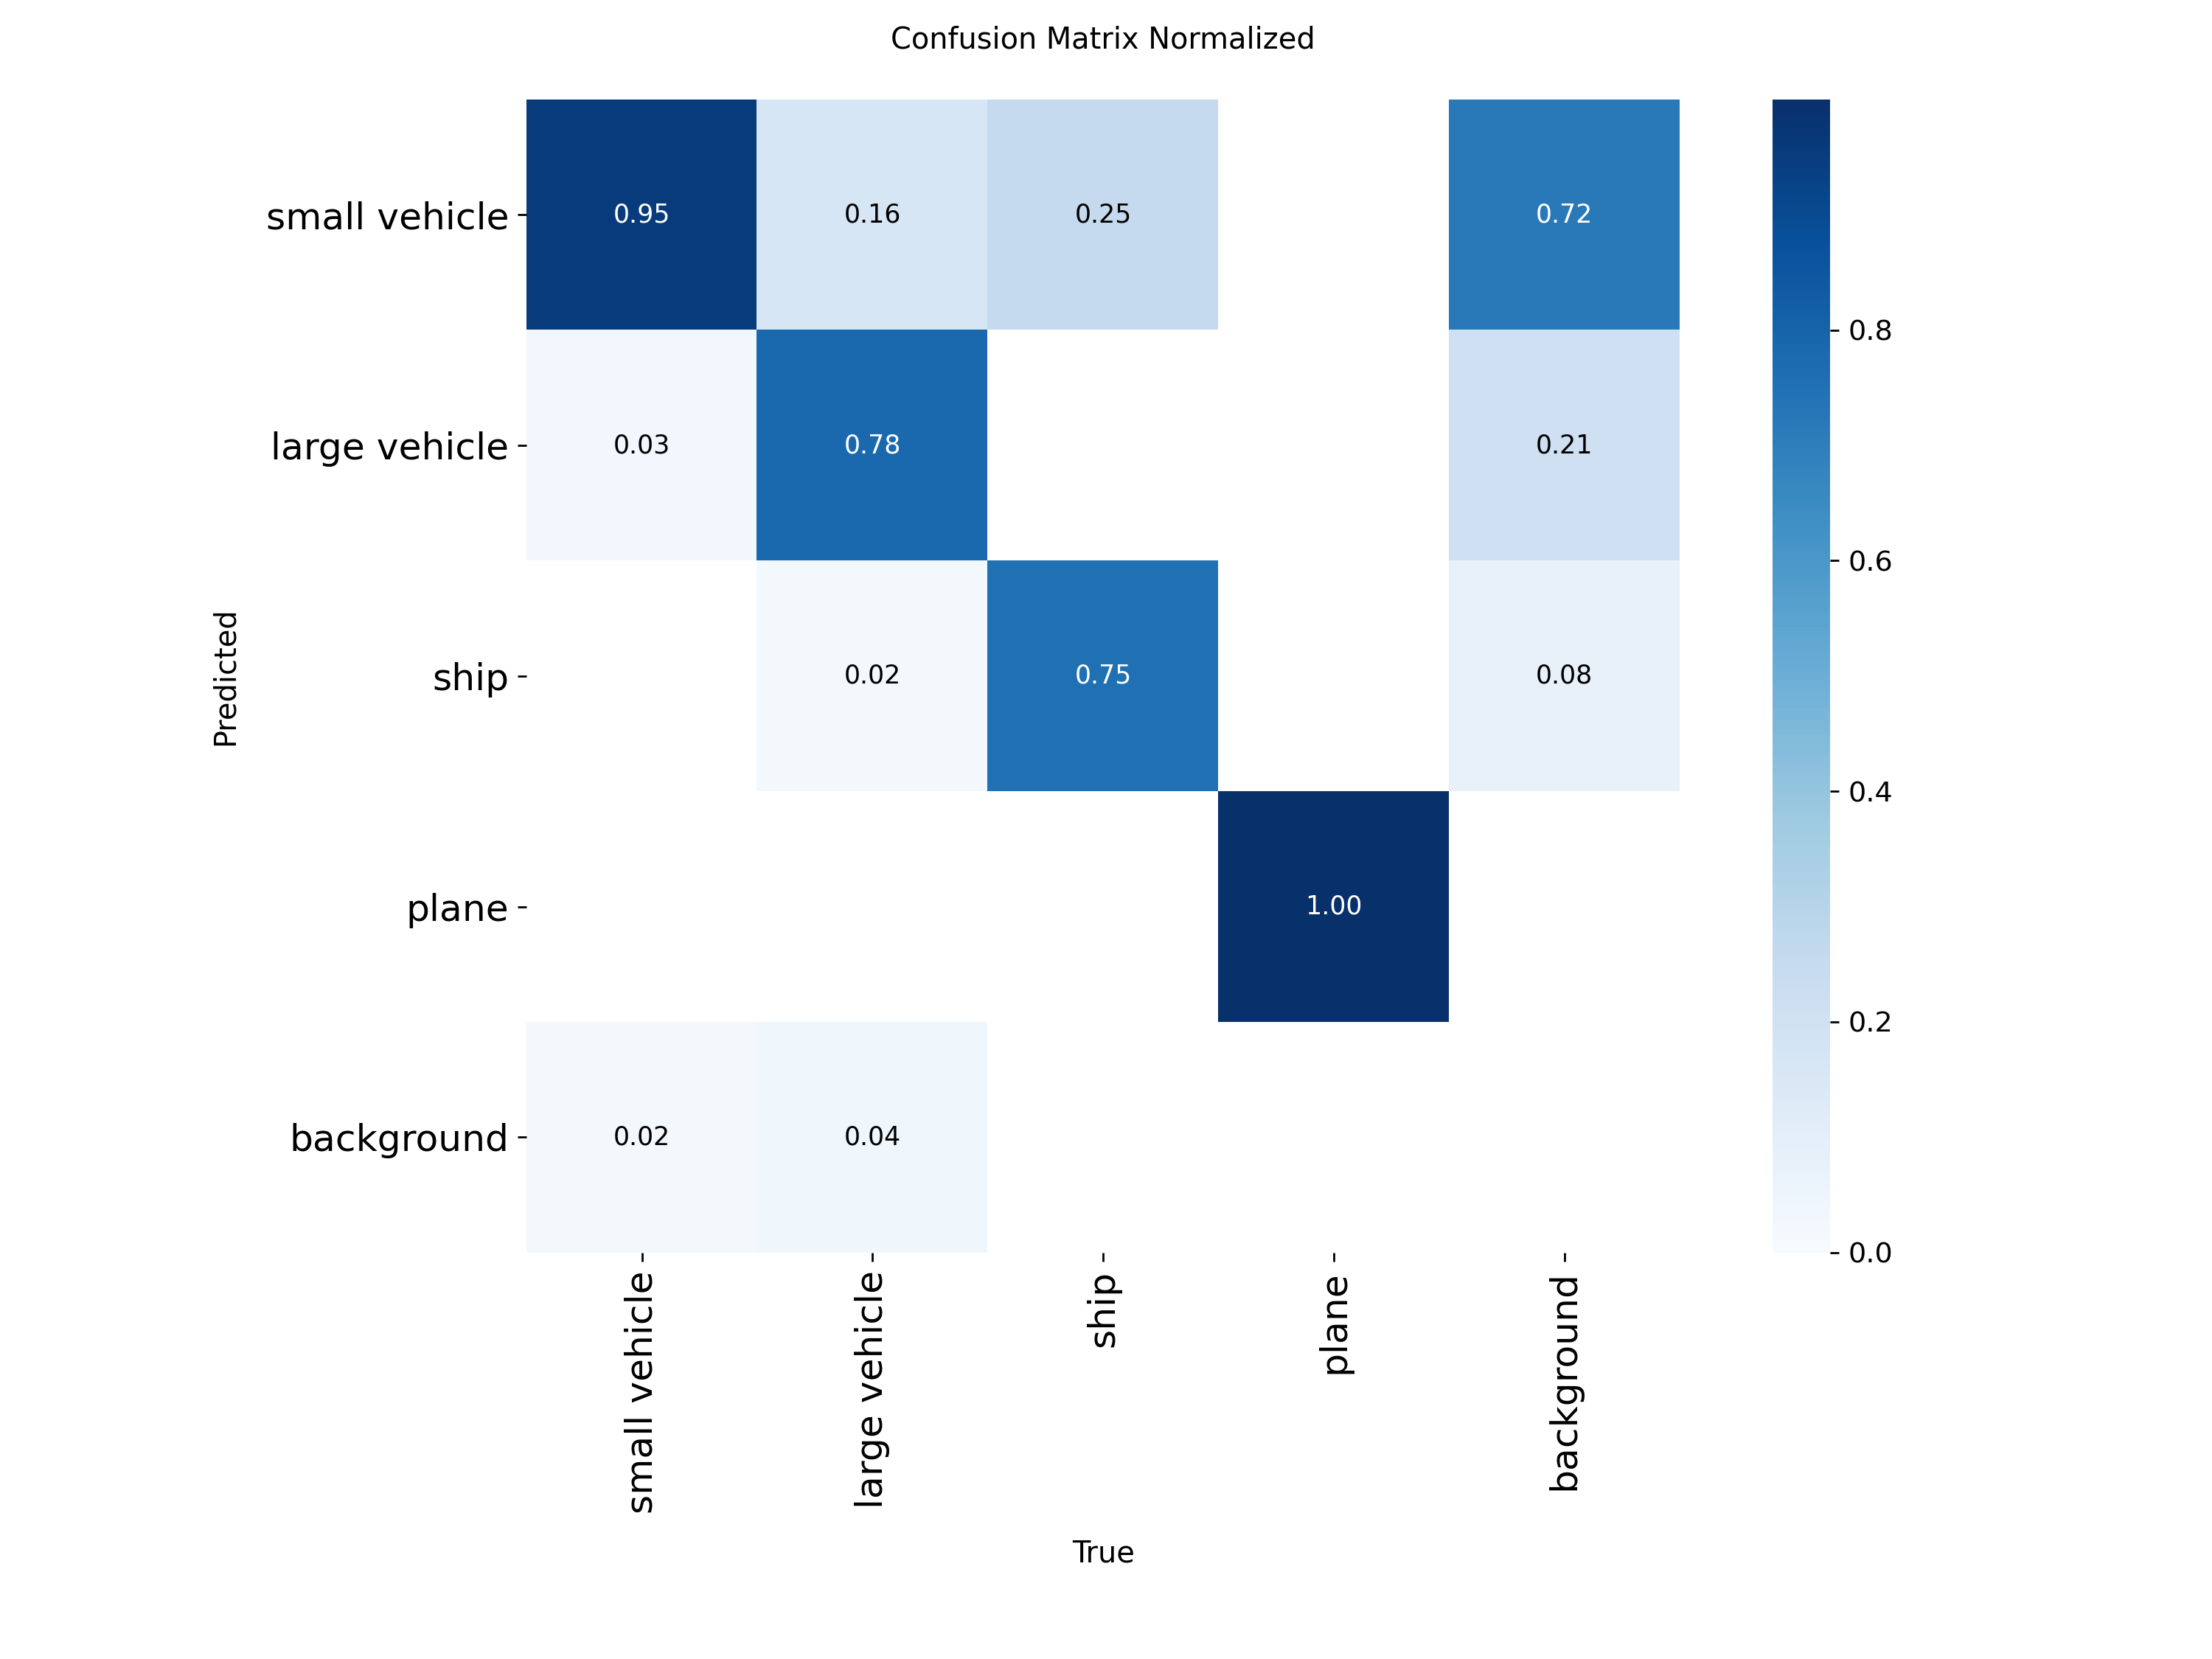 Confusion Matrix Normalized
small vehicle
0.95
0.16
0.25
0.72
large vehicle
0.03
0.78
0.21
ship
0.02
0.75
0.08
plane
1.00
background
0.02
0.04
Predicted
small vehicle
large vehicle
ship
plane
background
True
0.8
0.6
0.4
0.2
0.0